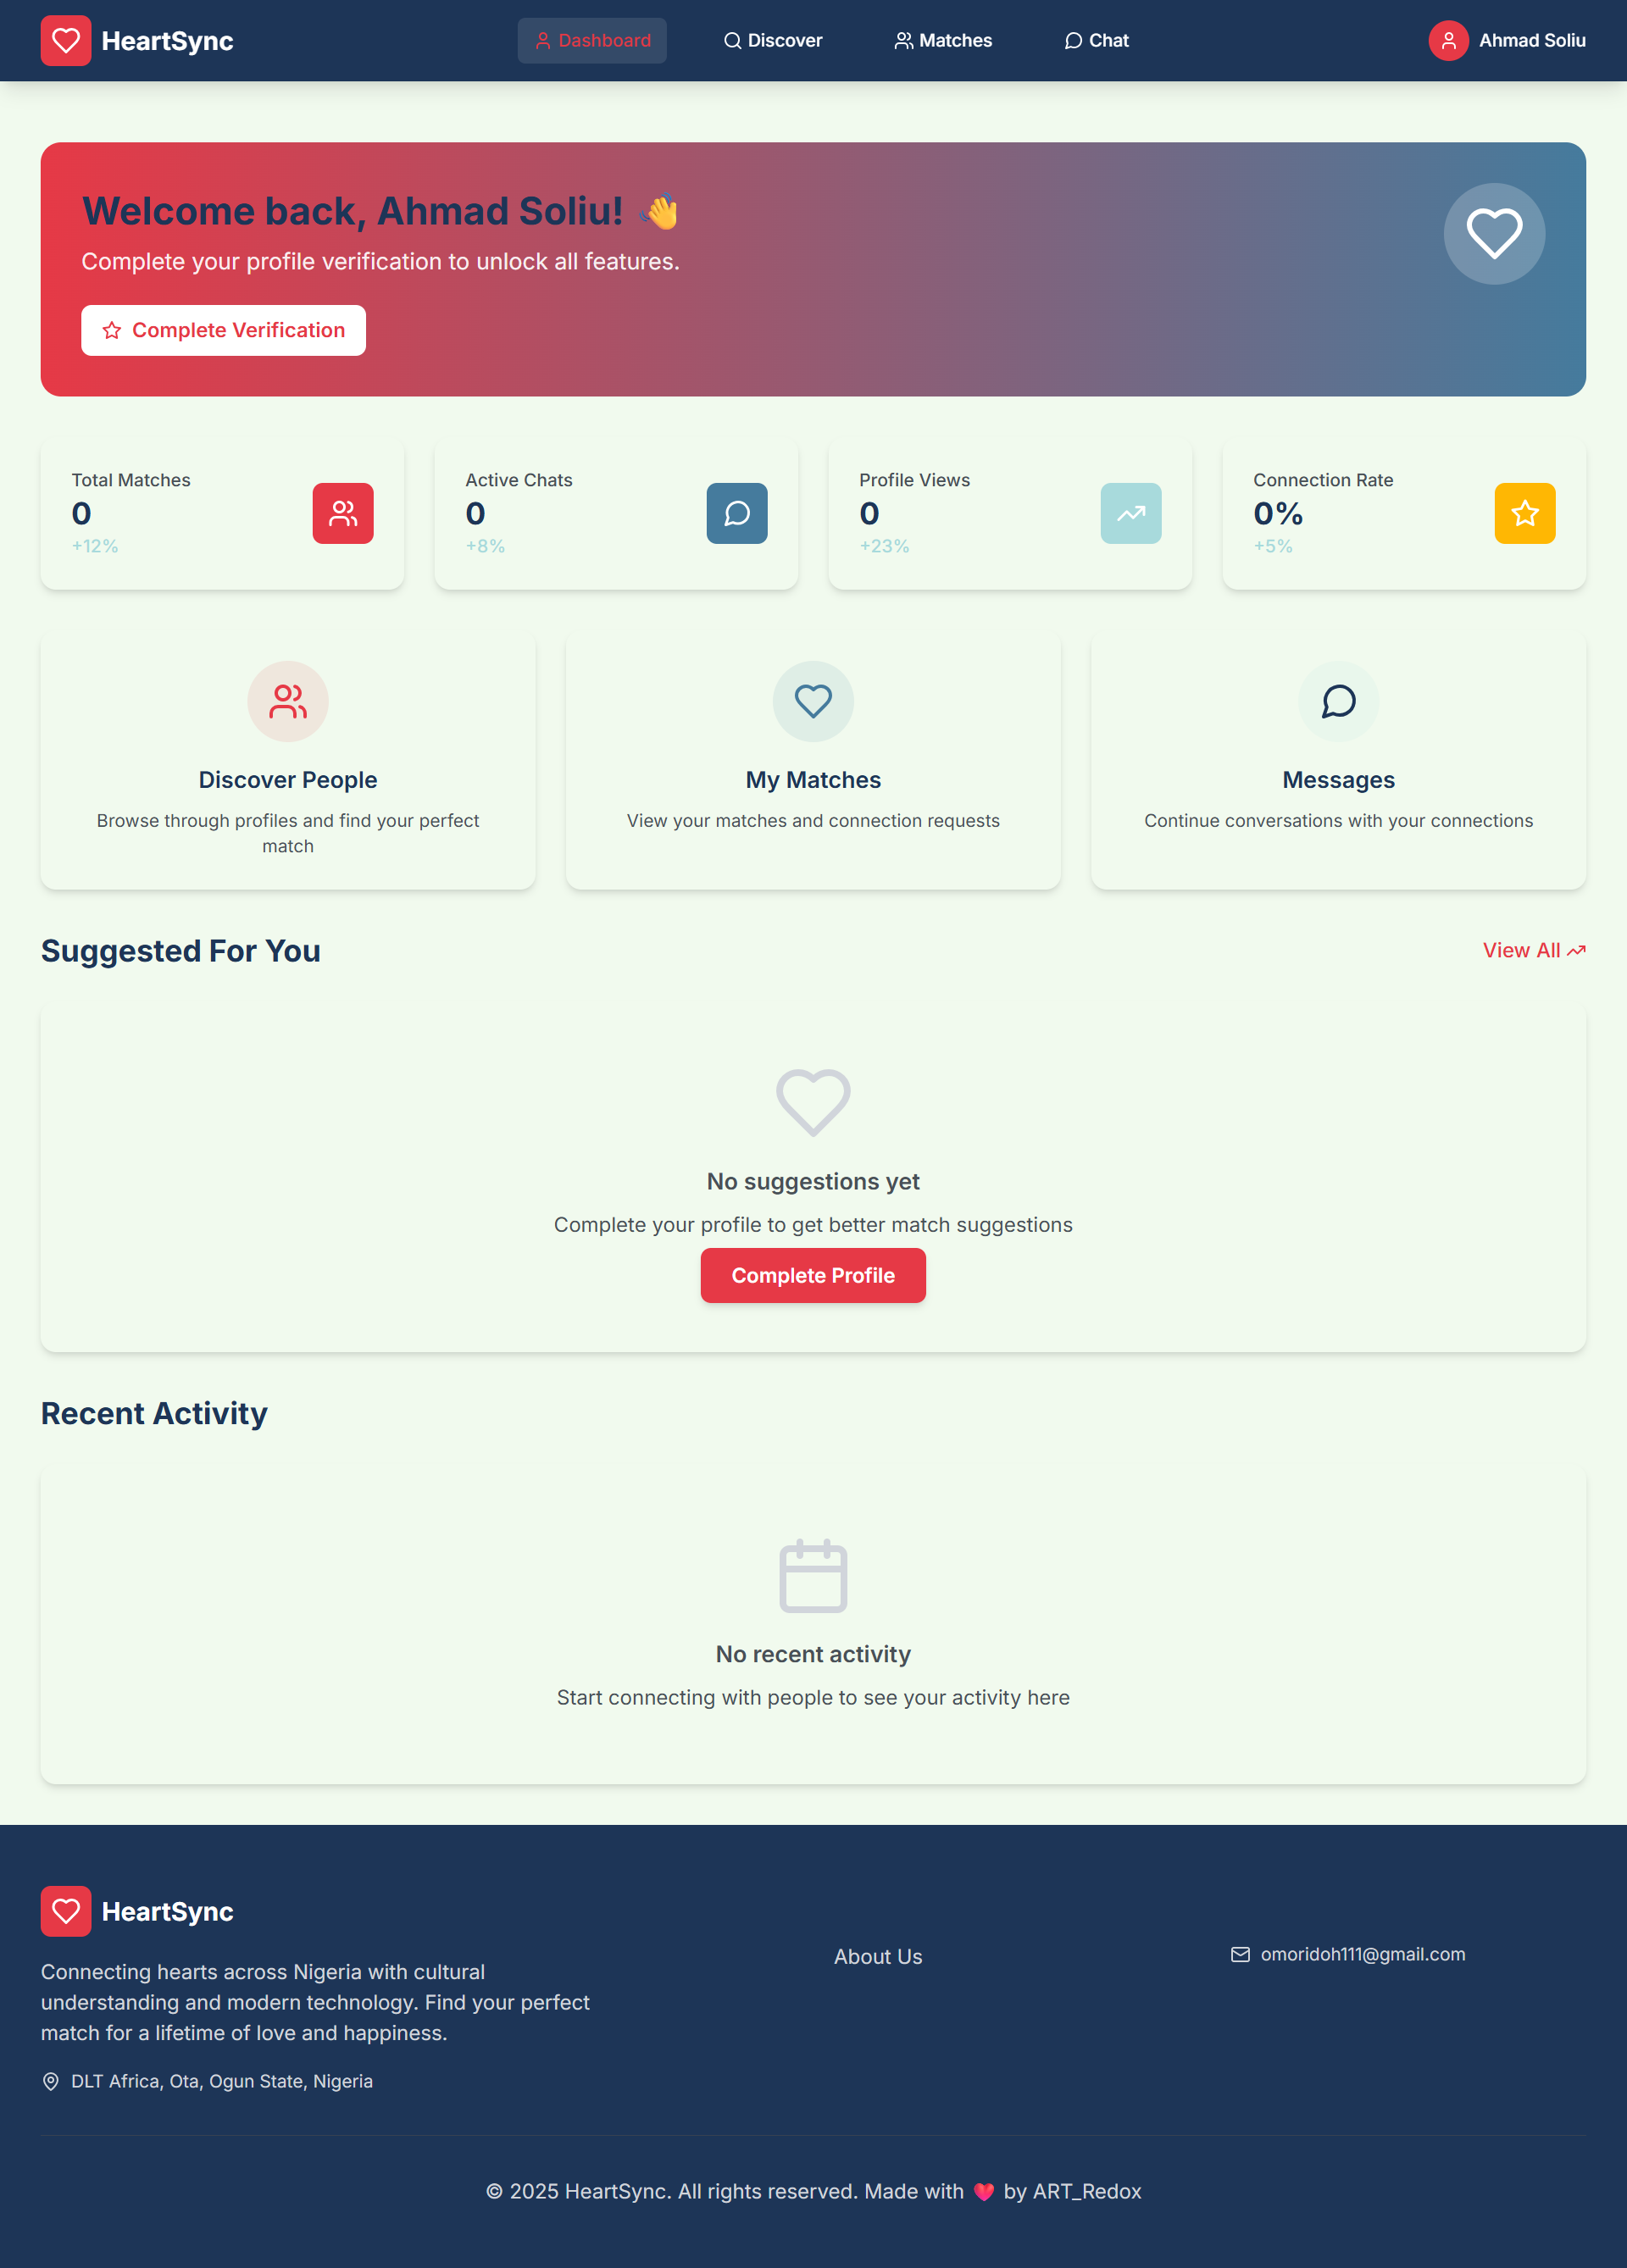 HeartSync
Dashboard
Discover
Matches
Chat
Ahmad Soliu
Welcome back, Ahmad Soliu! 👋
Complete your profile verification to unlock all features.
Complete Verification
Total Matches
0
+12%
Active Chats
0
+8%
Profile Views
0
+23%
Connection Rate
0%
+5%
Discover People
Browse through profiles and find your perfect
match
My Matches
View your matches and connection requests
Messages
Continue conversations with your connections
Suggested For You
View All
No suggestions yet
Complete your profile to get better match suggestions
Complete Profile
Recent Activity
No recent activity
Start connecting with people to see your activity here
HeartSync
Connecting hearts across Nigeria with cultural
understanding and modern technology. Find your perfect
match for a lifetime of love and happiness.
DLT Africa, Ota, Ogun State, Nigeria
About Us
omoridoh111@gmail.com
© 2025 HeartSync. All rights reserved. Made with ❤️ by ART_Redox